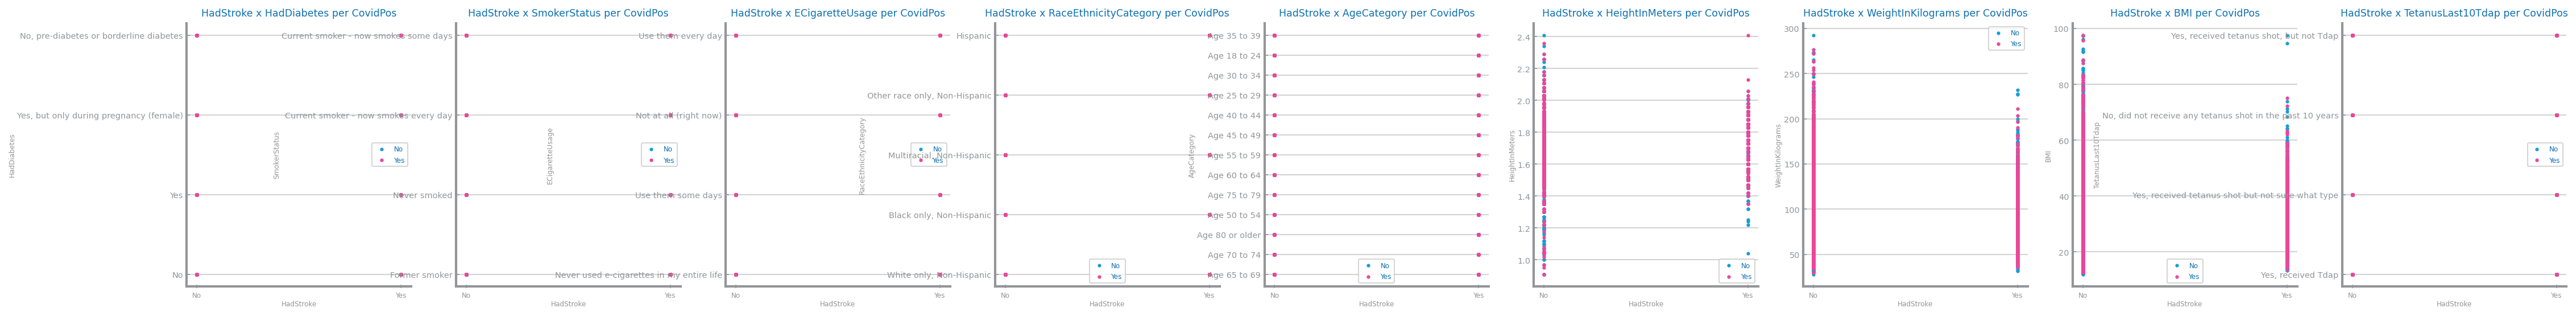 HadStroke x HadDiabetes per CovidPos
HadDiabetes
No, pre-diabetes or borderline diabetes
Yes, but only during pregnancy (female)
Yes
No
No
Yes
No
Yes
HadStroke
HadStroke x SmokerStatus per CovidPos
SmokerStatus
Current smoker - now smokes some days
Current smoker - now smokes every day
Never smoked
Former smoker
No
Yes
No
Yes
HadStroke
HadStroke x ECigaretteUsage per CovidPos
ECigaretteUsage
Use them every day
Not at all (right now)
Use them some days
Never used e-cigarettes in my entire life
No
Yes
No
Yes
HadStroke
HadStroke x RaceEthnicityCategory per CovidPos
RaceEthnicityCategory
Hispanic
Other race only, Non-Hispanic
Multiracial, Non-Hispanic
Black only, Non-Hispanic
White only, Non-Hispanic
No
Yes
No
Yes
HadStroke
HadStroke x AgeCategory per CovidPos
AgeCategory
Age 35 to 39
Age 18 to 24
Age 30 to 34
Age 25 to 29
Age 40 to 44
Age 45 to 49
Age 55 to 59
Age 60 to 64
Age 75 to 79
Age 50 to 54
Age 80 or older
Age 70 to 74
Age 65 to 69
No
Yes
No
Yes
HadStroke
HadStroke x HeightInMeters per CovidPos
HeightInMeters
2.4
2.2
2.0
1.8
1.6
1.4
1.2
1.0
No
Yes
No
Yes
HadStroke
HadStroke x WeightInKilograms per CovidPos
WeightInKilograms
300
250
200
150
100
50
No
Yes
No
Yes
HadStroke
HadStroke x BMI per CovidPos
BMI
100
80
60
40
20
No
Yes
No
Yes
HadStroke
HadStroke x TetanusLast10Tdap per CovidPos
TetanusLast10Tdap
Yes, received tetanus shot, but not Tdap
No, did not receive any tetanus shot in the past 10 years
Yes, received tetanus shot but not sure what type
Yes, received Tdap
No
Yes
No
Yes
HadStroke